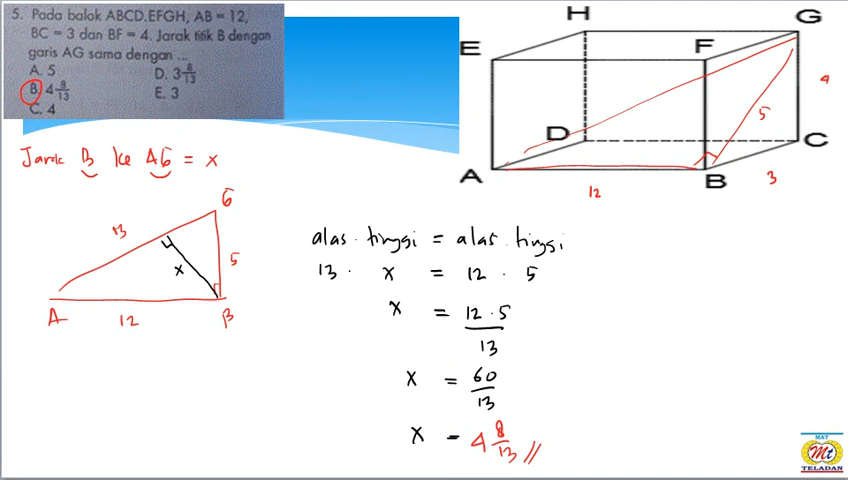 5. Pada balok ABCD.EFGH, AB = 12,
BC = 3 dan BF = 4. Jarak titik B dengan
garis AG sama dengan ...
A. 5
D. 3 8/13
B. 4 8/13
E. 3
C. 4
Jarak B ke AG = x
G
13
x
5
A
12
B
H
G
E
F
4
5
D
C
A
B
12
3
alas . tinggi = alas . tinggi
13 . x = 12 . 5
x = 12 . 5 / 13
x = 60/13
x = 4 8/13 //
MAT
Mt
TELADAN